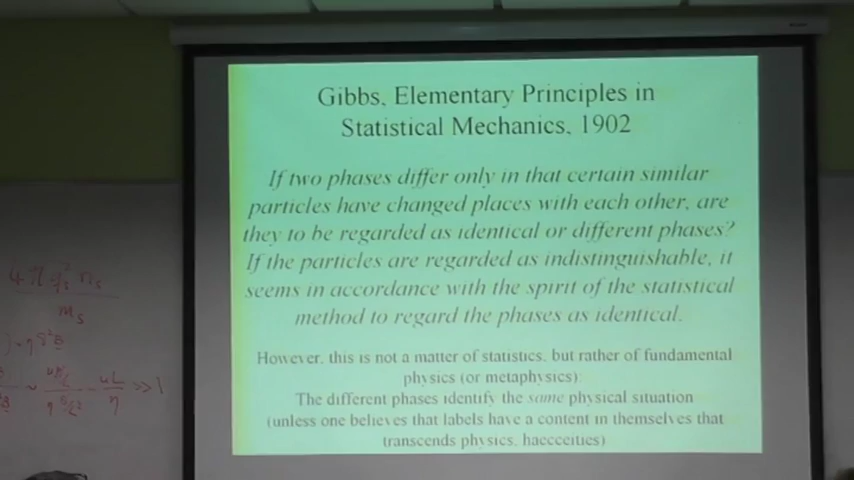 Gibbs, Elementary Principles in
Statistical Mechanics, 1902
If two phases differ only in that certain similar
particles have changed places with each other, are
they to be regarded as identical or different phases?
If the particles are regarded as indistinguishable, it
seems in accordance with the spirit of the statistical
method to regard the phases as identical.
However, this is not a matter of statistics, but rather of fundamental
physics (or metaphysics):
The different phases identify the same physical situation
(unless one believes that labels have a content in themselves that
transcends physics, haecceities)
4π q_s² n_s
m_s
uL
η
>> 1